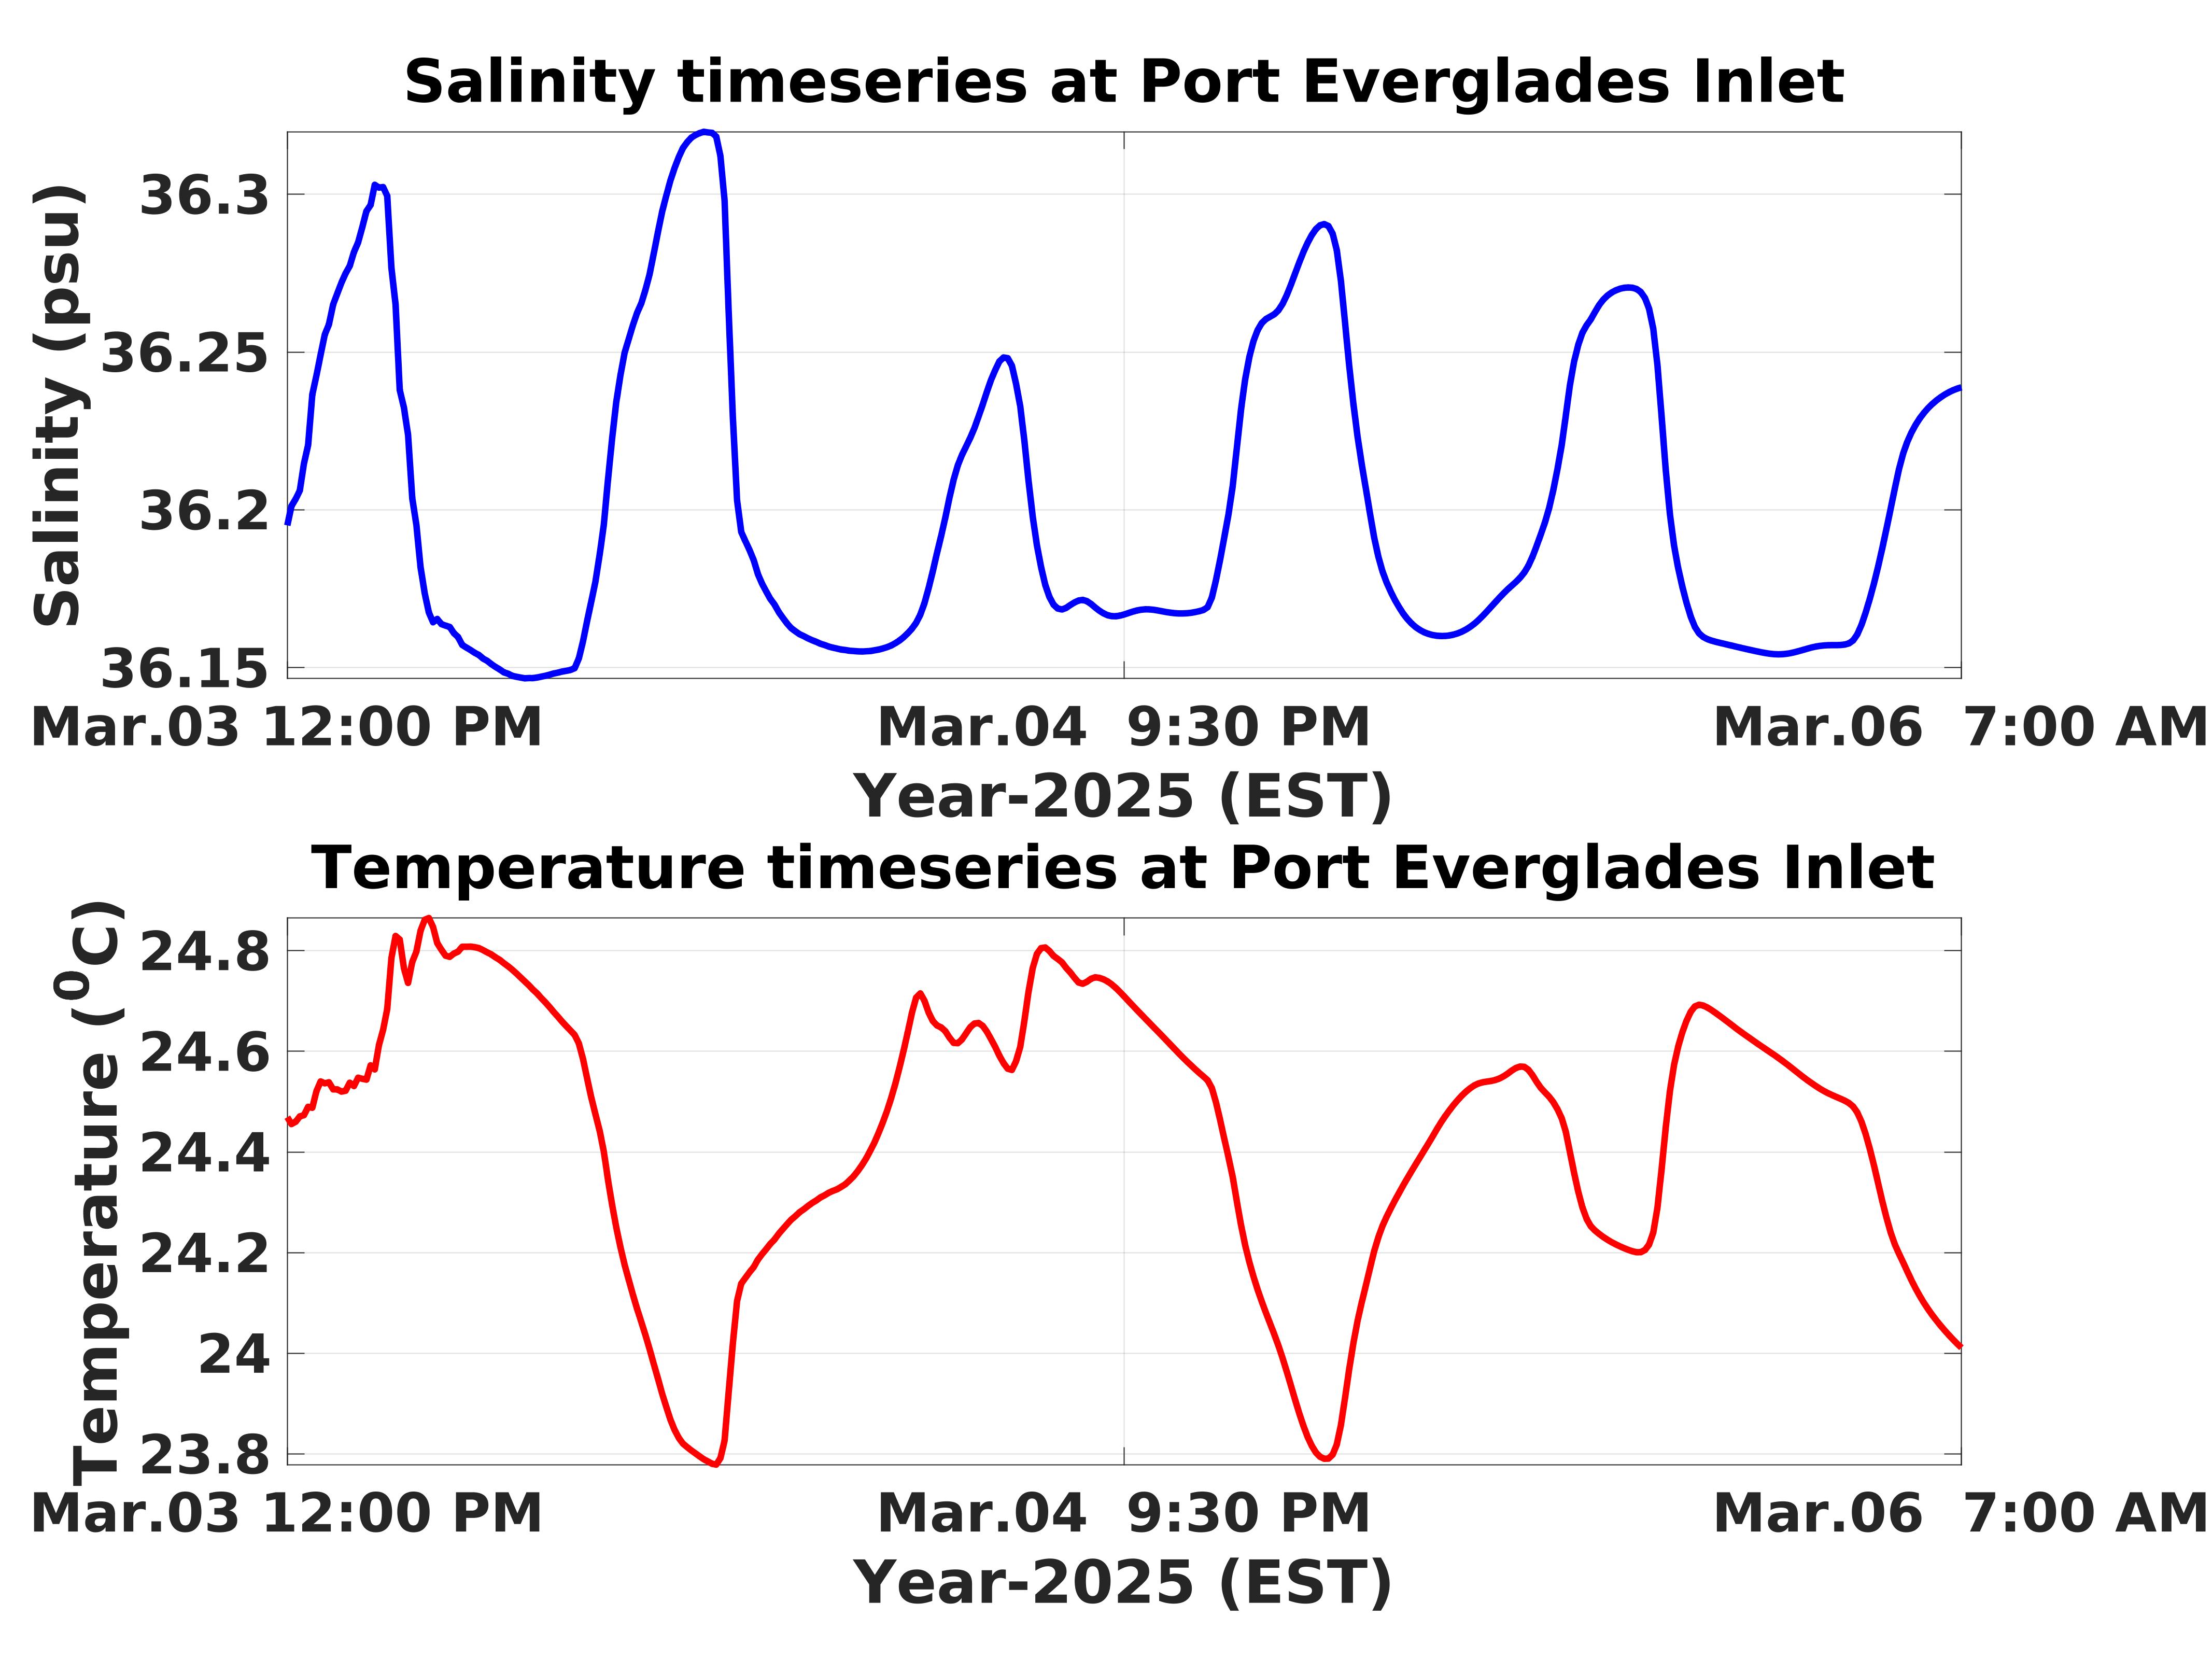 Salinity timeseries at Port Everglades Inlet
Salinity (psu)
36.3
36.25
36.2
36.15
Mar.03 12:00 PM Mar.04  9:30 PM Mar.06  7:00 AM
Year-2025 (EST)
Temperature timeseries at Port Everglades Inlet
Temperature (⁰C)
24.8
24.6
24.4
24.2
24
23.8
Mar.03 12:00 PM Mar.04  9:30 PM Mar.06  7:00 AM
Year-2025 (EST)